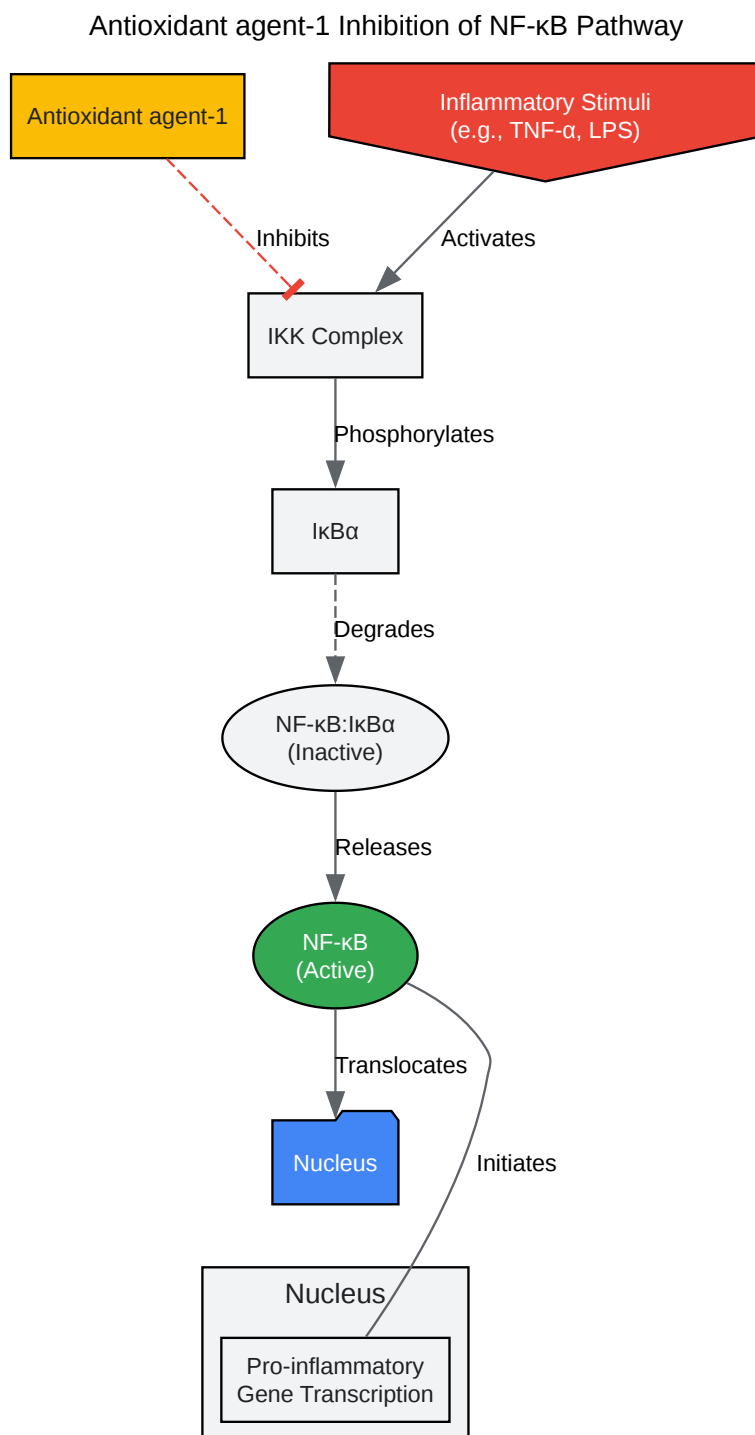 Antioxidant agent-1 Inhibition of NF-κB Pathway
Antioxidant agent-1
Inflammatory Stimuli
(e.g., TNF-α, LPS)
Inhibits
Activates
IKK Complex
Phosphorylates
IκBα
Degrades
NF-κB:IκBα
(Inactive)
Releases
NF-κB
(Active)
Translocates
Nucleus
Initiates
Nucleus
Pro-inflammatory
Gene Transcription